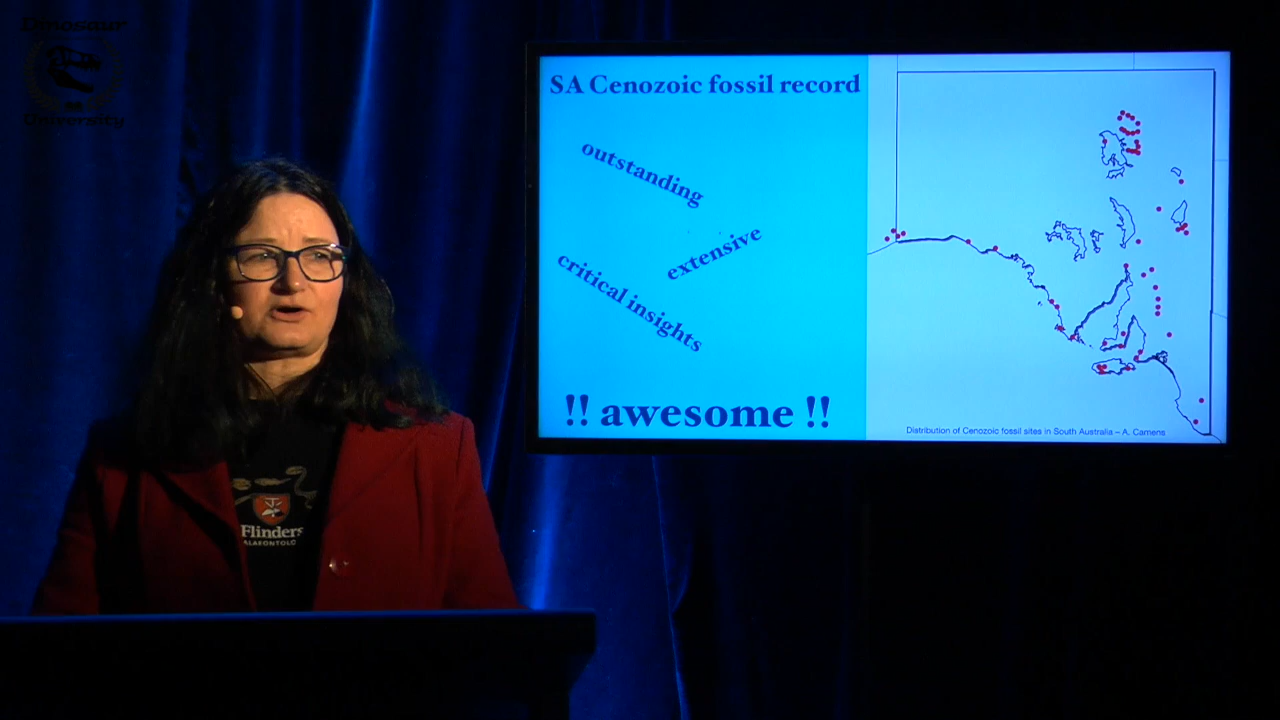 Dinosaur
University
SA Cenozoic fossil record
outstanding
extensive
critical insights
!! awesome !!
Distribution of Cenozoic fossil sites in South Australia – A. Camens
Flinders
ALAEONTOLO